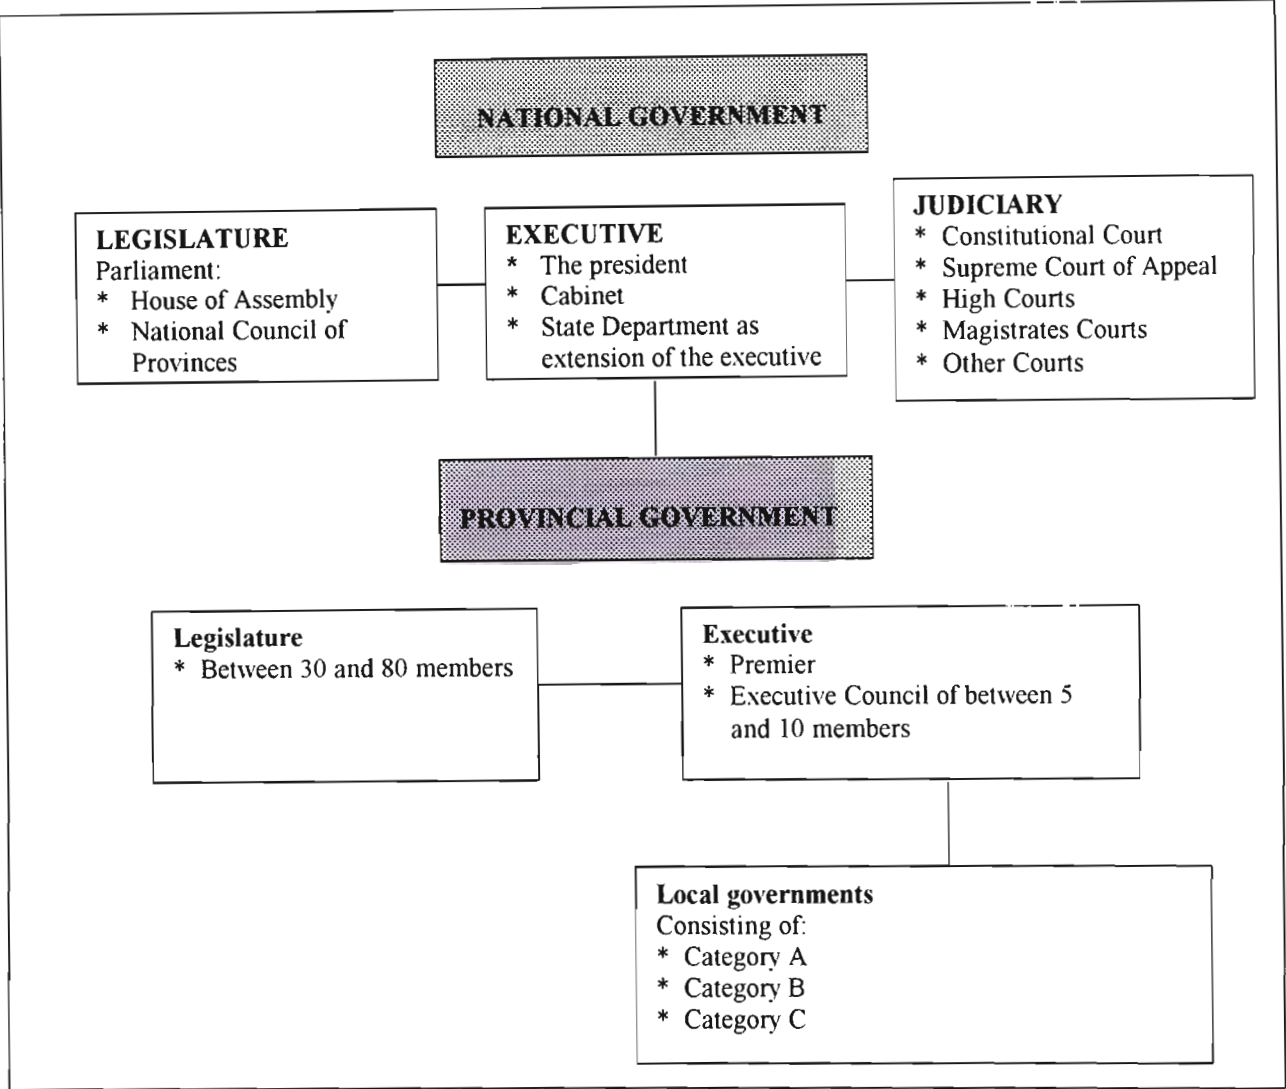 NATIONAL GOVERNMENT
LEGISLATURE
Parliament:
* House of Assembly
* National Council of
Provinces
EXECUTIVE
* The president
* Cabinet
* State Department as
extension of the executive
JUDICIARY
* Constitutional Court
* Supreme Court of Appeal
* High Courts
* Magistrates Courts
* Other Courts
PROVINCIAL GOVERNMENT
Legislature
* Between 30 and 80 members
Executive
* Premier
* Executive Council of between 5
and 10 members
Local governments
Consisting of:
* Category A
* Category B
* Category C